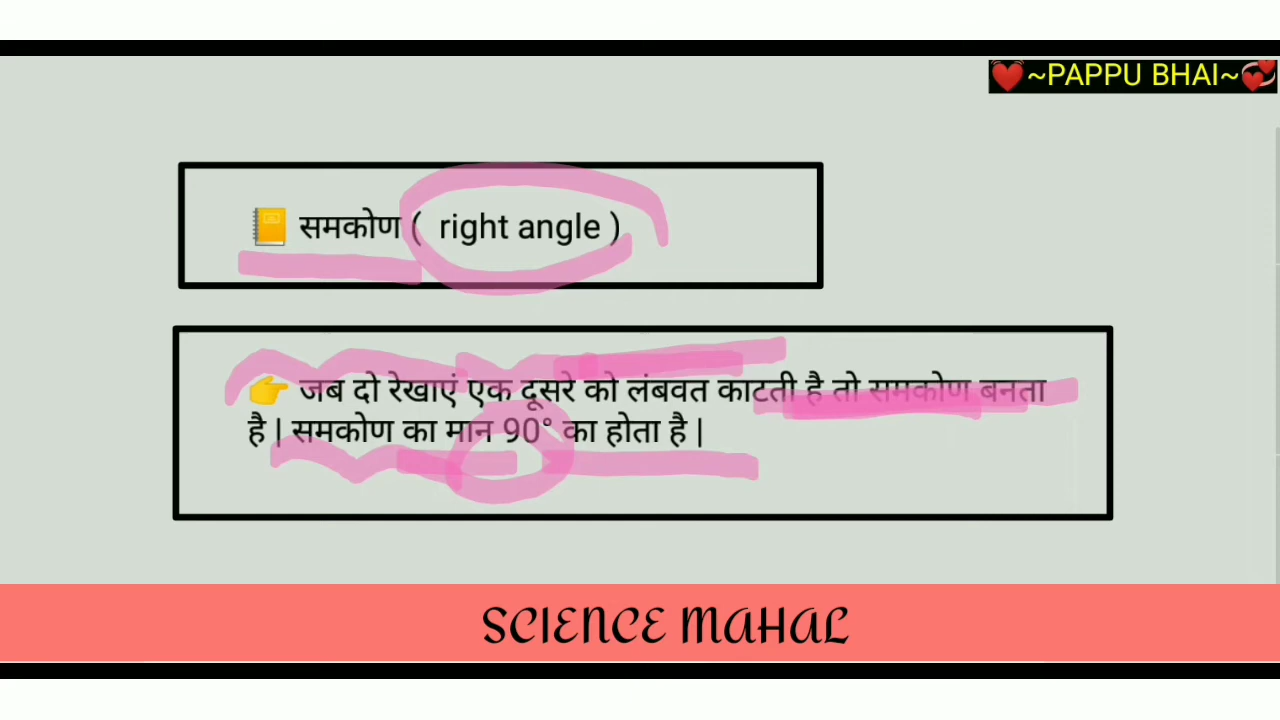 ❤️~PAPPU BHAI~💞
📒 समकोण ( right angle )
👉 जब दो रेखाएं एक दूसरे को लंबवत काटती है तो समकोण बनता
है | समकोण का मान 90° का होता है |
SCIENCE MAHAL